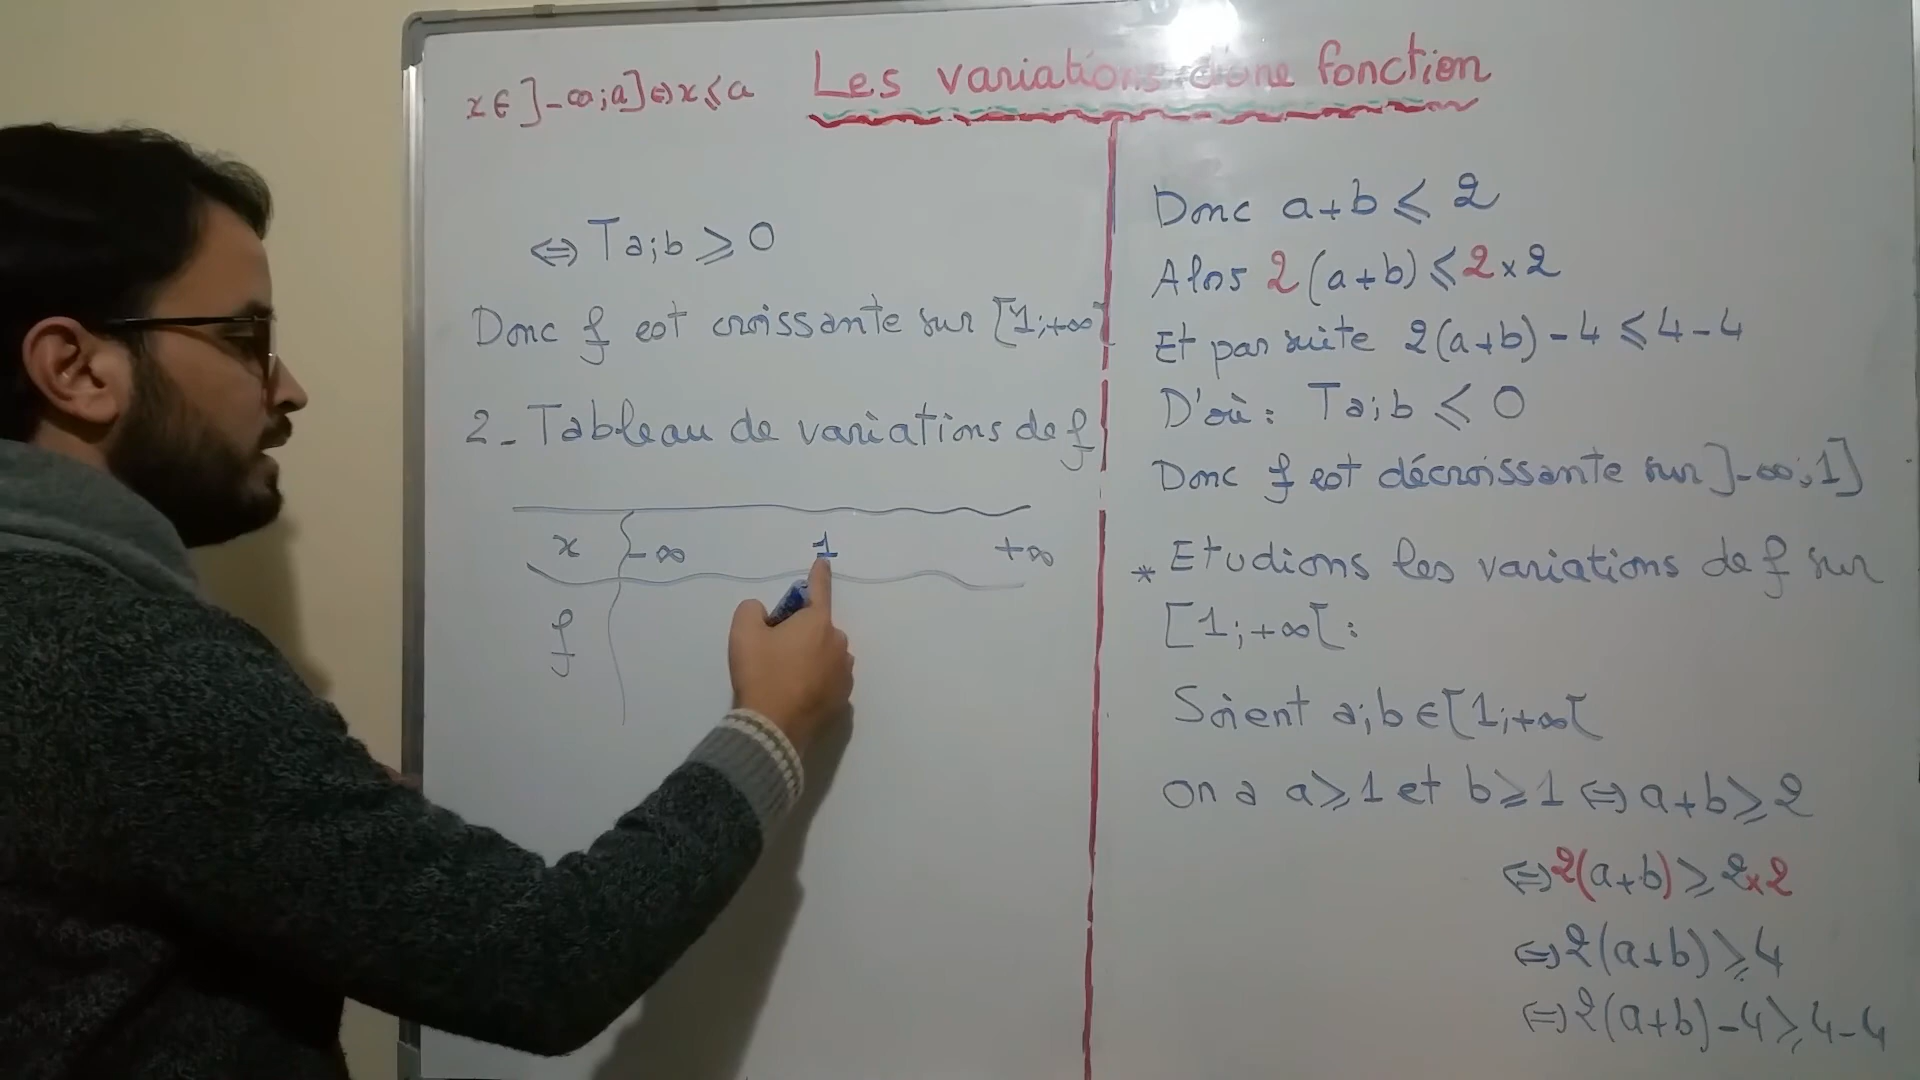 x∈]-∞;a]⇔x⩽a
Les variations d'une fonction
⇔ Ta;b ⩾ 0
Donc f est croissante sur [1;+∞[
2- Tableau de variations de f
x -∞ 1 +∞
f
Donc a+b ⩽ 2
Alors 2(a+b) ⩽ 2×2
Et par suite 2(a+b)-4 ⩽ 4-4
D'où: Ta;b ⩽ 0
Donc f est décroissante sur ]-∞;1]
* Etudions les variations de f sur
[1;+∞[:
Soient a;b∈[1;+∞[
on a a⩾1 et b⩾1 ⇔ a+b⩾2
⇔2(a+b)⩾2×2
⇔2(a+b)⩾4
⇔2(a+b)-4⩾4-4